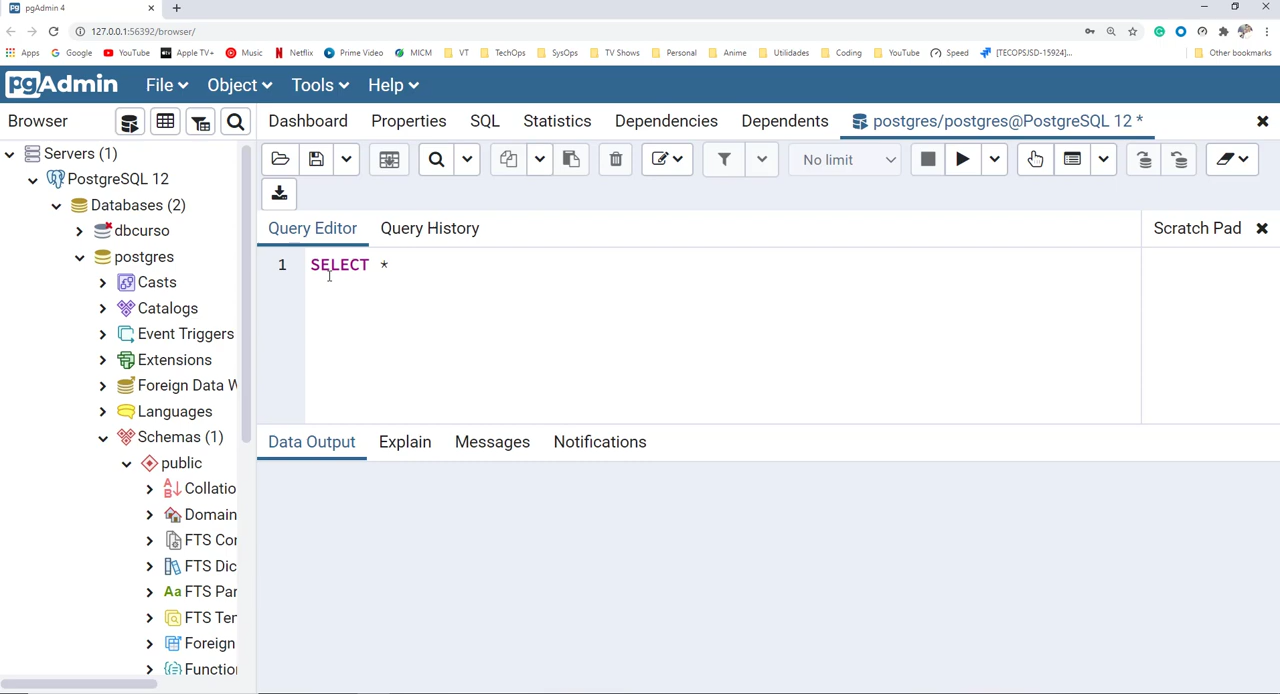 pgAdmin 4
127.0.0.1:56392/browser/
Apps Google YouTube Apple TV+ Music Netflix Prime Video MICM VT TechOps SysOps TV Shows Personal Anime Utilidades Coding YouTube Speed [TECOPSJSD-15924]... Other bookmarks
pgAdmin File Object Tools Help
Browser Dashboard Properties SQL Statistics Dependencies Dependents postgres/postgres@PostgreSQL 12 *
Servers (1)
No limit
PostgreSQL 12
Databases (2)
dbcurso
Query Editor Query History Scratch Pad
postgres
1 SELECT *
Casts
Catalogs
Event Triggers
Extensions
Foreign Data W
Languages
Schemas (1)
Data Output Explain Messages Notifications
public
Collatio
Domain
FTS Cor
FTS Dic
Aa FTS Par
FTS Ter
Foreign
Functio